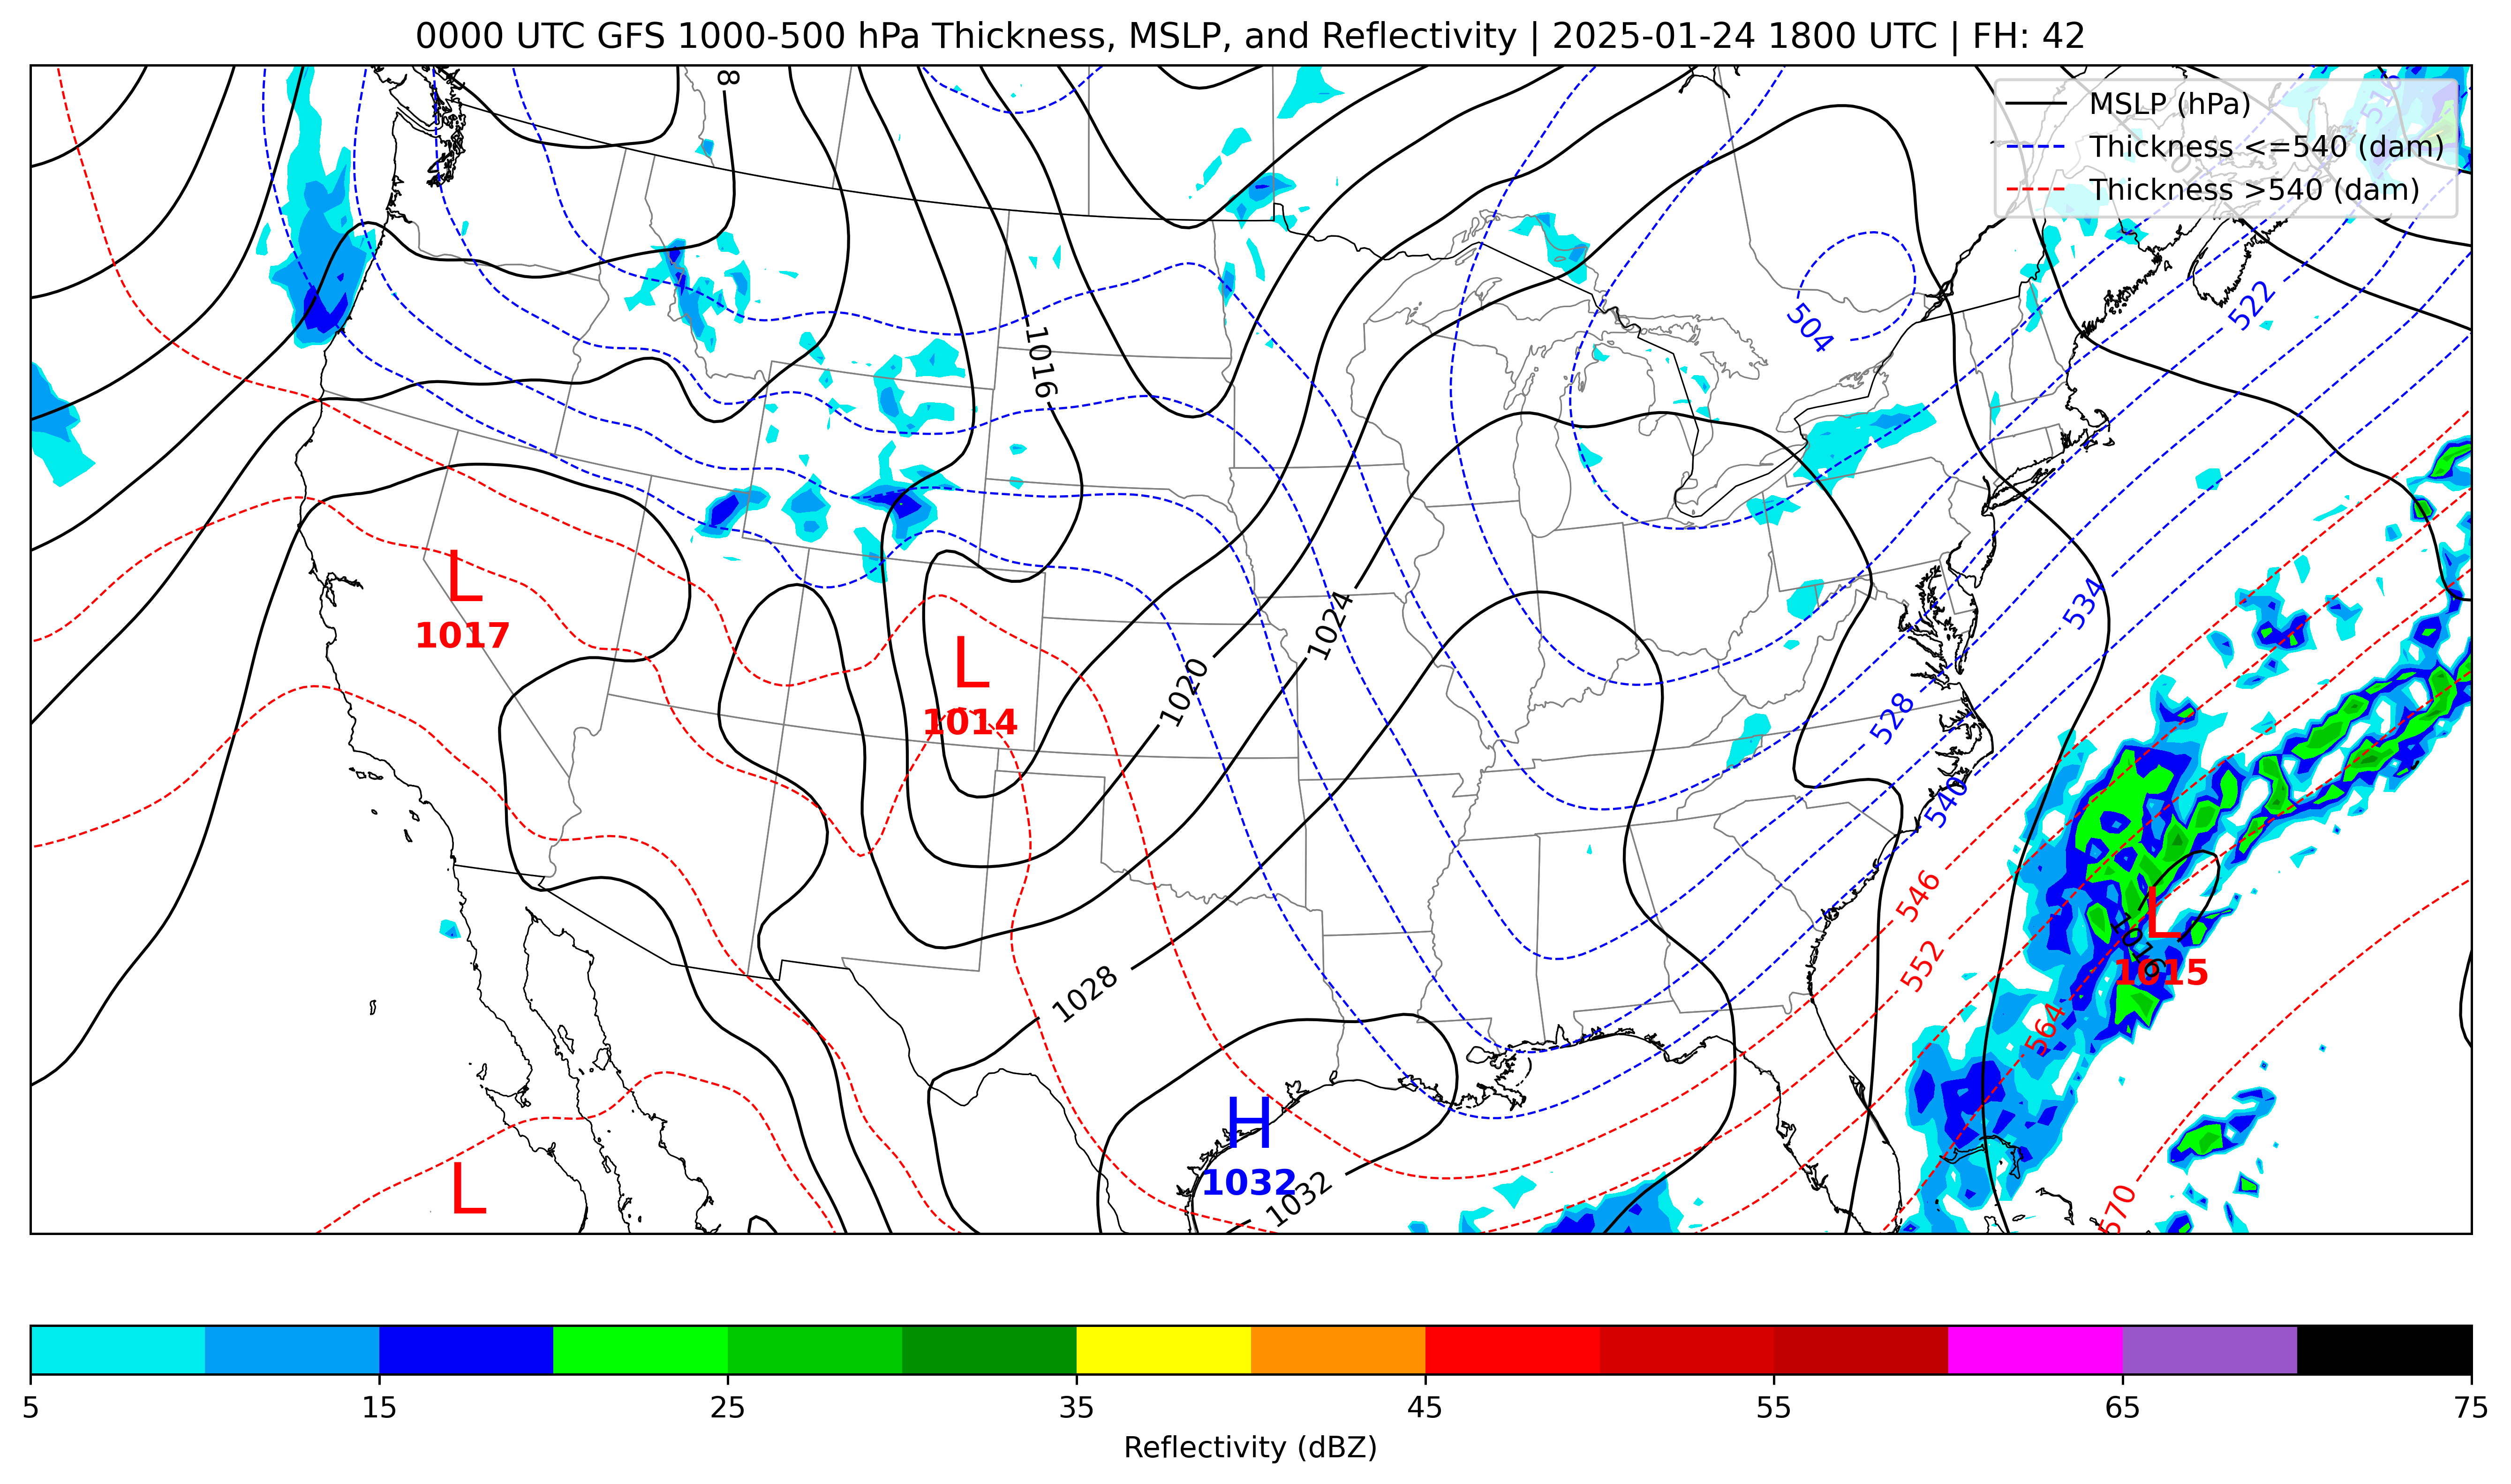 0000 UTC GFS 1000-500 hPa Thickness, MSLP, and Reflectivity | 2025-01-24 1800 UTC | FH: 42
MSLP (hPa)
Thickness <=540 (dam)
Thickness >540 (dam)
8
510
522
504
1016
L
1017
L
1014
1024
1020
534
528
540
546
552
564
570
L
1016
1015
1028
H
1032
1032
L
5 15 25 35 45 55 65 75
Reflectivity (dBZ)